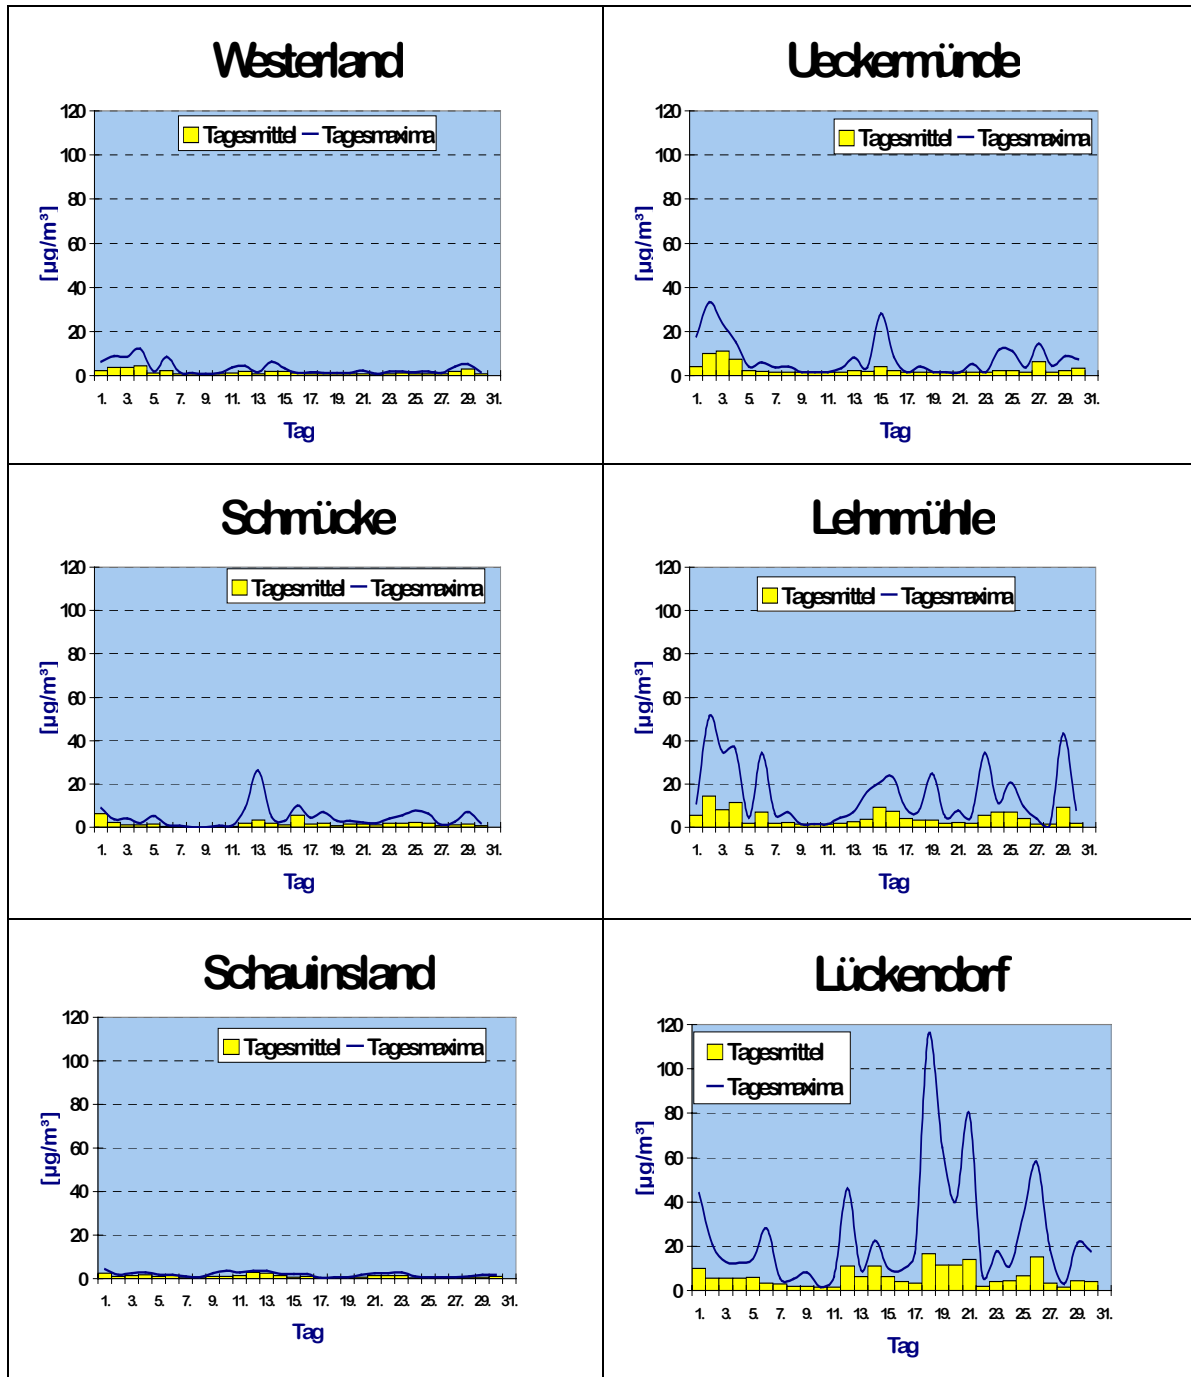 Westerland
120
100
80
60
40
20
0
[µg/m³]
Tagesmittel Tagesmaxima
1. 3. 5. 7. 9. 11. 13. 15. 17. 19. 21. 23. 25. 27. 29. 31.
Tag
Ueckermünde
120
100
80
60
40
20
0
[µg/m³]
Tagesmittel Tagesmaxima
1. 3. 5. 7. 9. 11. 13. 15. 17. 19. 21. 23. 25. 27. 29. 31.
Tag
Schmücke
120
100
80
60
40
20
0
[µg/m³]
Tagesmittel Tagesmaxima
1. 3. 5. 7. 9. 11. 13. 15. 17. 19. 21. 23. 25. 27. 29. 31.
Tag
Lehnmühle
120
100
80
60
40
20
0
[µg/m³]
Tagesmittel Tagesmaxima
1. 3. 5. 7. 9. 11. 13. 15. 17. 19. 21. 23. 25. 27. 29. 31.
Tag
Schauinsland
120
100
80
60
40
20
0
[µg/m³]
Tagesmittel Tagesmaxima
1. 3. 5. 7. 9. 11. 13. 15. 17. 19. 21. 23. 25. 27. 29. 31.
Tag
Lückendorf
120
100
80
60
40
20
0
[µg/m³]
Tagesmittel
Tagesmaxima
1. 3. 5. 7. 9. 11. 13. 15. 17. 19. 21. 23. 25. 27. 29. 31.
Tag